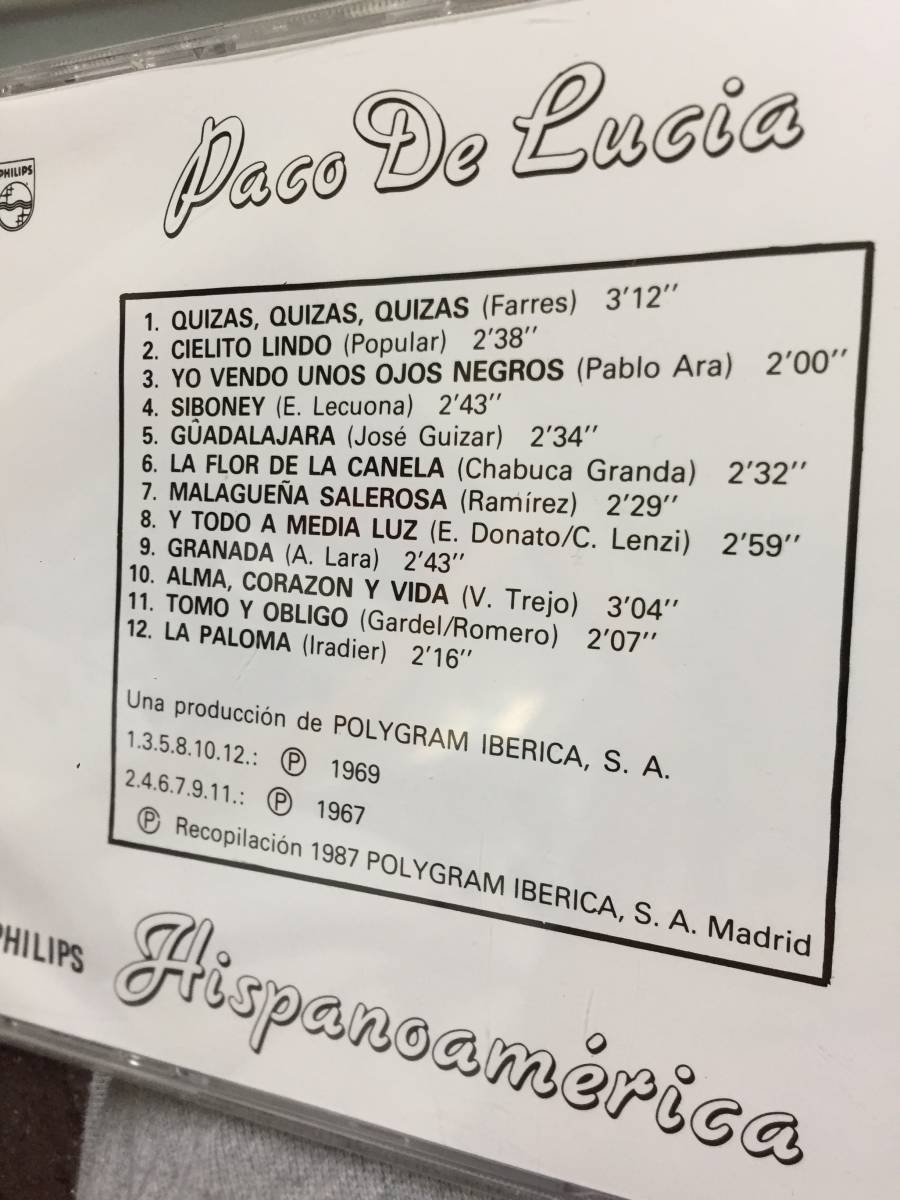 PHILIPS
Paco De Lucia
1. QUIZAS, QUIZAS, QUIZAS (Farres) 3'12''
2. CIELITO LINDO (Popular) 2'38''
3. YO VENDO UNOS OJOS NEGROS (Pablo Ara) 2'00''
4. SIBONEY (E. Lecuona) 2'43''
5. GÛADALAJARA (José Guizar) 2'34''
6. LA FLOR DE LA CANELA (Chabuca Granda) 2'32''
7. MALAGUEÑA SALEROSA (Ramírez) 2'29''
8. Y TODO A MEDIA LUZ (E. Donato/C. Lenzi) 2'59''
9. GRANADA (A. Lara) 2'43''
10. ALMA, CORAZON Y VIDA (V. Trejo) 3'04''
11. TOMO Y OBLIGO (Gardel/Romero) 2'07''
12. LA PALOMA (Iradier) 2'16''
Una producción de POLYGRAM IBERICA, S. A.
1.3.5.8.10.12.: Ⓟ 1969
2.4.6.7.9.11.: Ⓟ 1967
Ⓟ Recopilación 1987 POLYGRAM IBERICA, S. A. Madrid
PHILIPS
Hispanoamérica